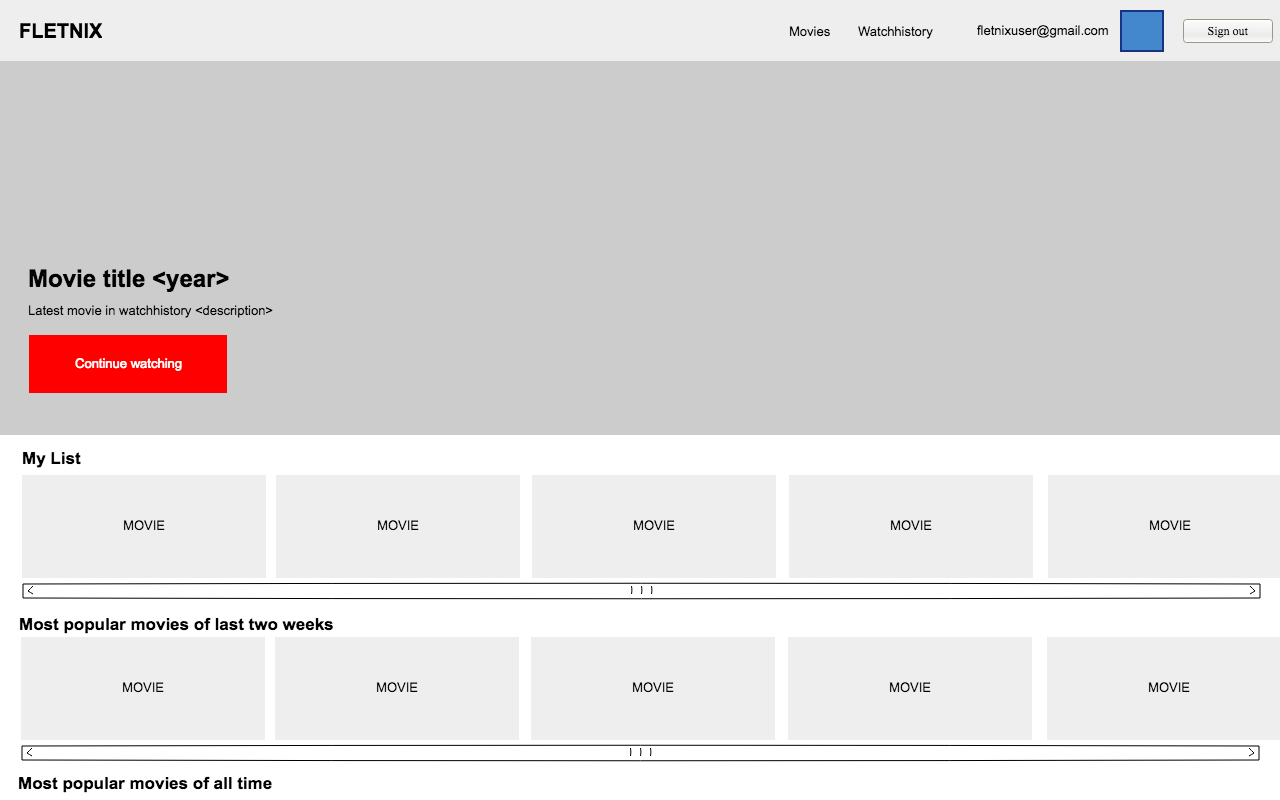 FLETNIX
Movies
Watchhistory
fletnixuser@gmail.com
Sign out
Movie title <year>
Latest movie in watchhistory <description>
Continue watching
My List
MOVIE
MOVIE
MOVIE
MOVIE
MOVIE
Most popular movies of last two weeks
MOVIE
MOVIE
MOVIE
MOVIE
MOVIE
Most popular movies of all time